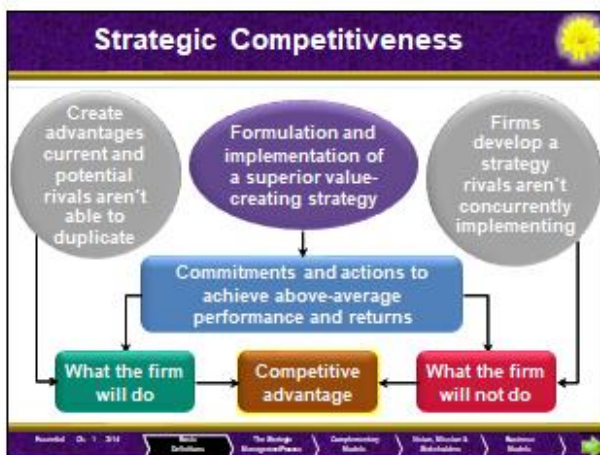 Strategic Competitiveness
Create
advantages
current and
potential
rivals aren't
able to
duplicate
Formulation and
implementation of
a superior value-
creating strategy
Firms
develop a
strategy
rivals aren't
concurrently
implementing
Commitments and actions to
achieve above-average
performance and returns
What the firm
will do
Competitive
advantage
What the firm
will not do
Basic
Definitions
The Strategic
Management Process
Complementary
Models
Vision, Mission &
Stakeholders
Business
Models